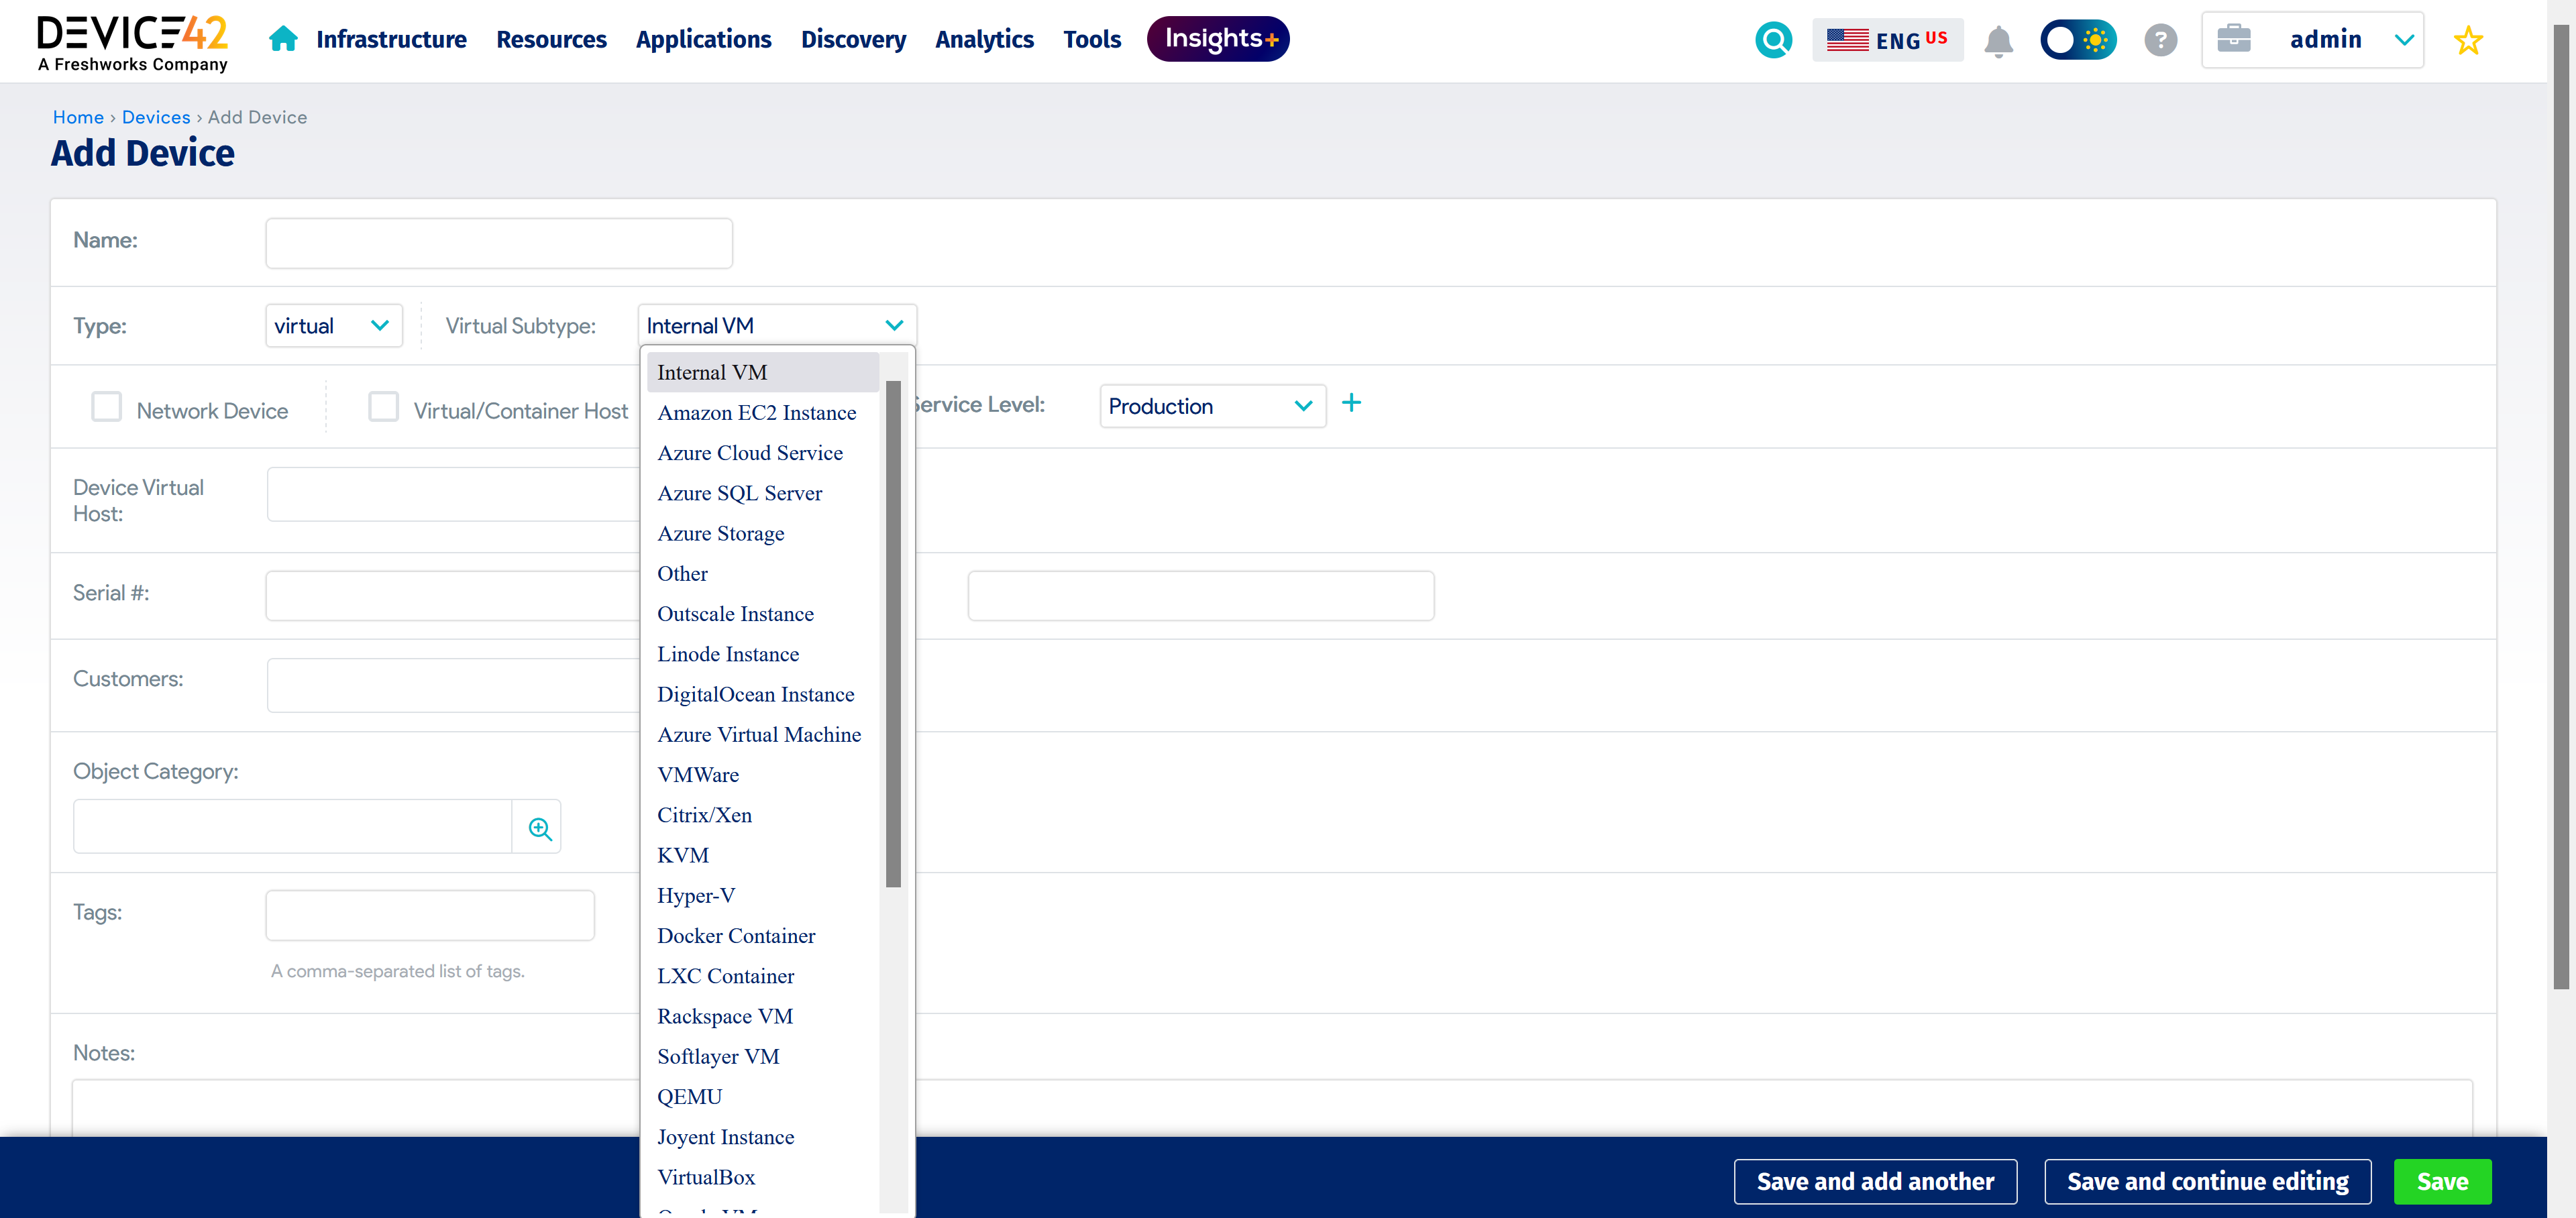 DEVICE42
A Freshworks Company
Infrastructure Resources Applications Discovery Analytics Tools Insights+
ENG US
?
admin
Home › Devices › Add Device
Add Device
Name:
Type: virtual Virtual Subtype: Internal VM
Network Device Virtual/Container Host Service Level: Production +
Device Virtual
Host:
Serial #:
Customers:
Object Category:
Tags:
A comma-separated list of tags.
Notes:
Internal VM
Amazon EC2 Instance
Azure Cloud Service
Azure SQL Server
Azure Storage
Other
Outscale Instance
Linode Instance
DigitalOcean Instance
Azure Virtual Machine
VMWare
Citrix/Xen
KVM
Hyper-V
Docker Container
LXC Container
Rackspace VM
Softlayer VM
QEMU
Joyent Instance
VirtualBox
Save and add another Save and continue editing Save